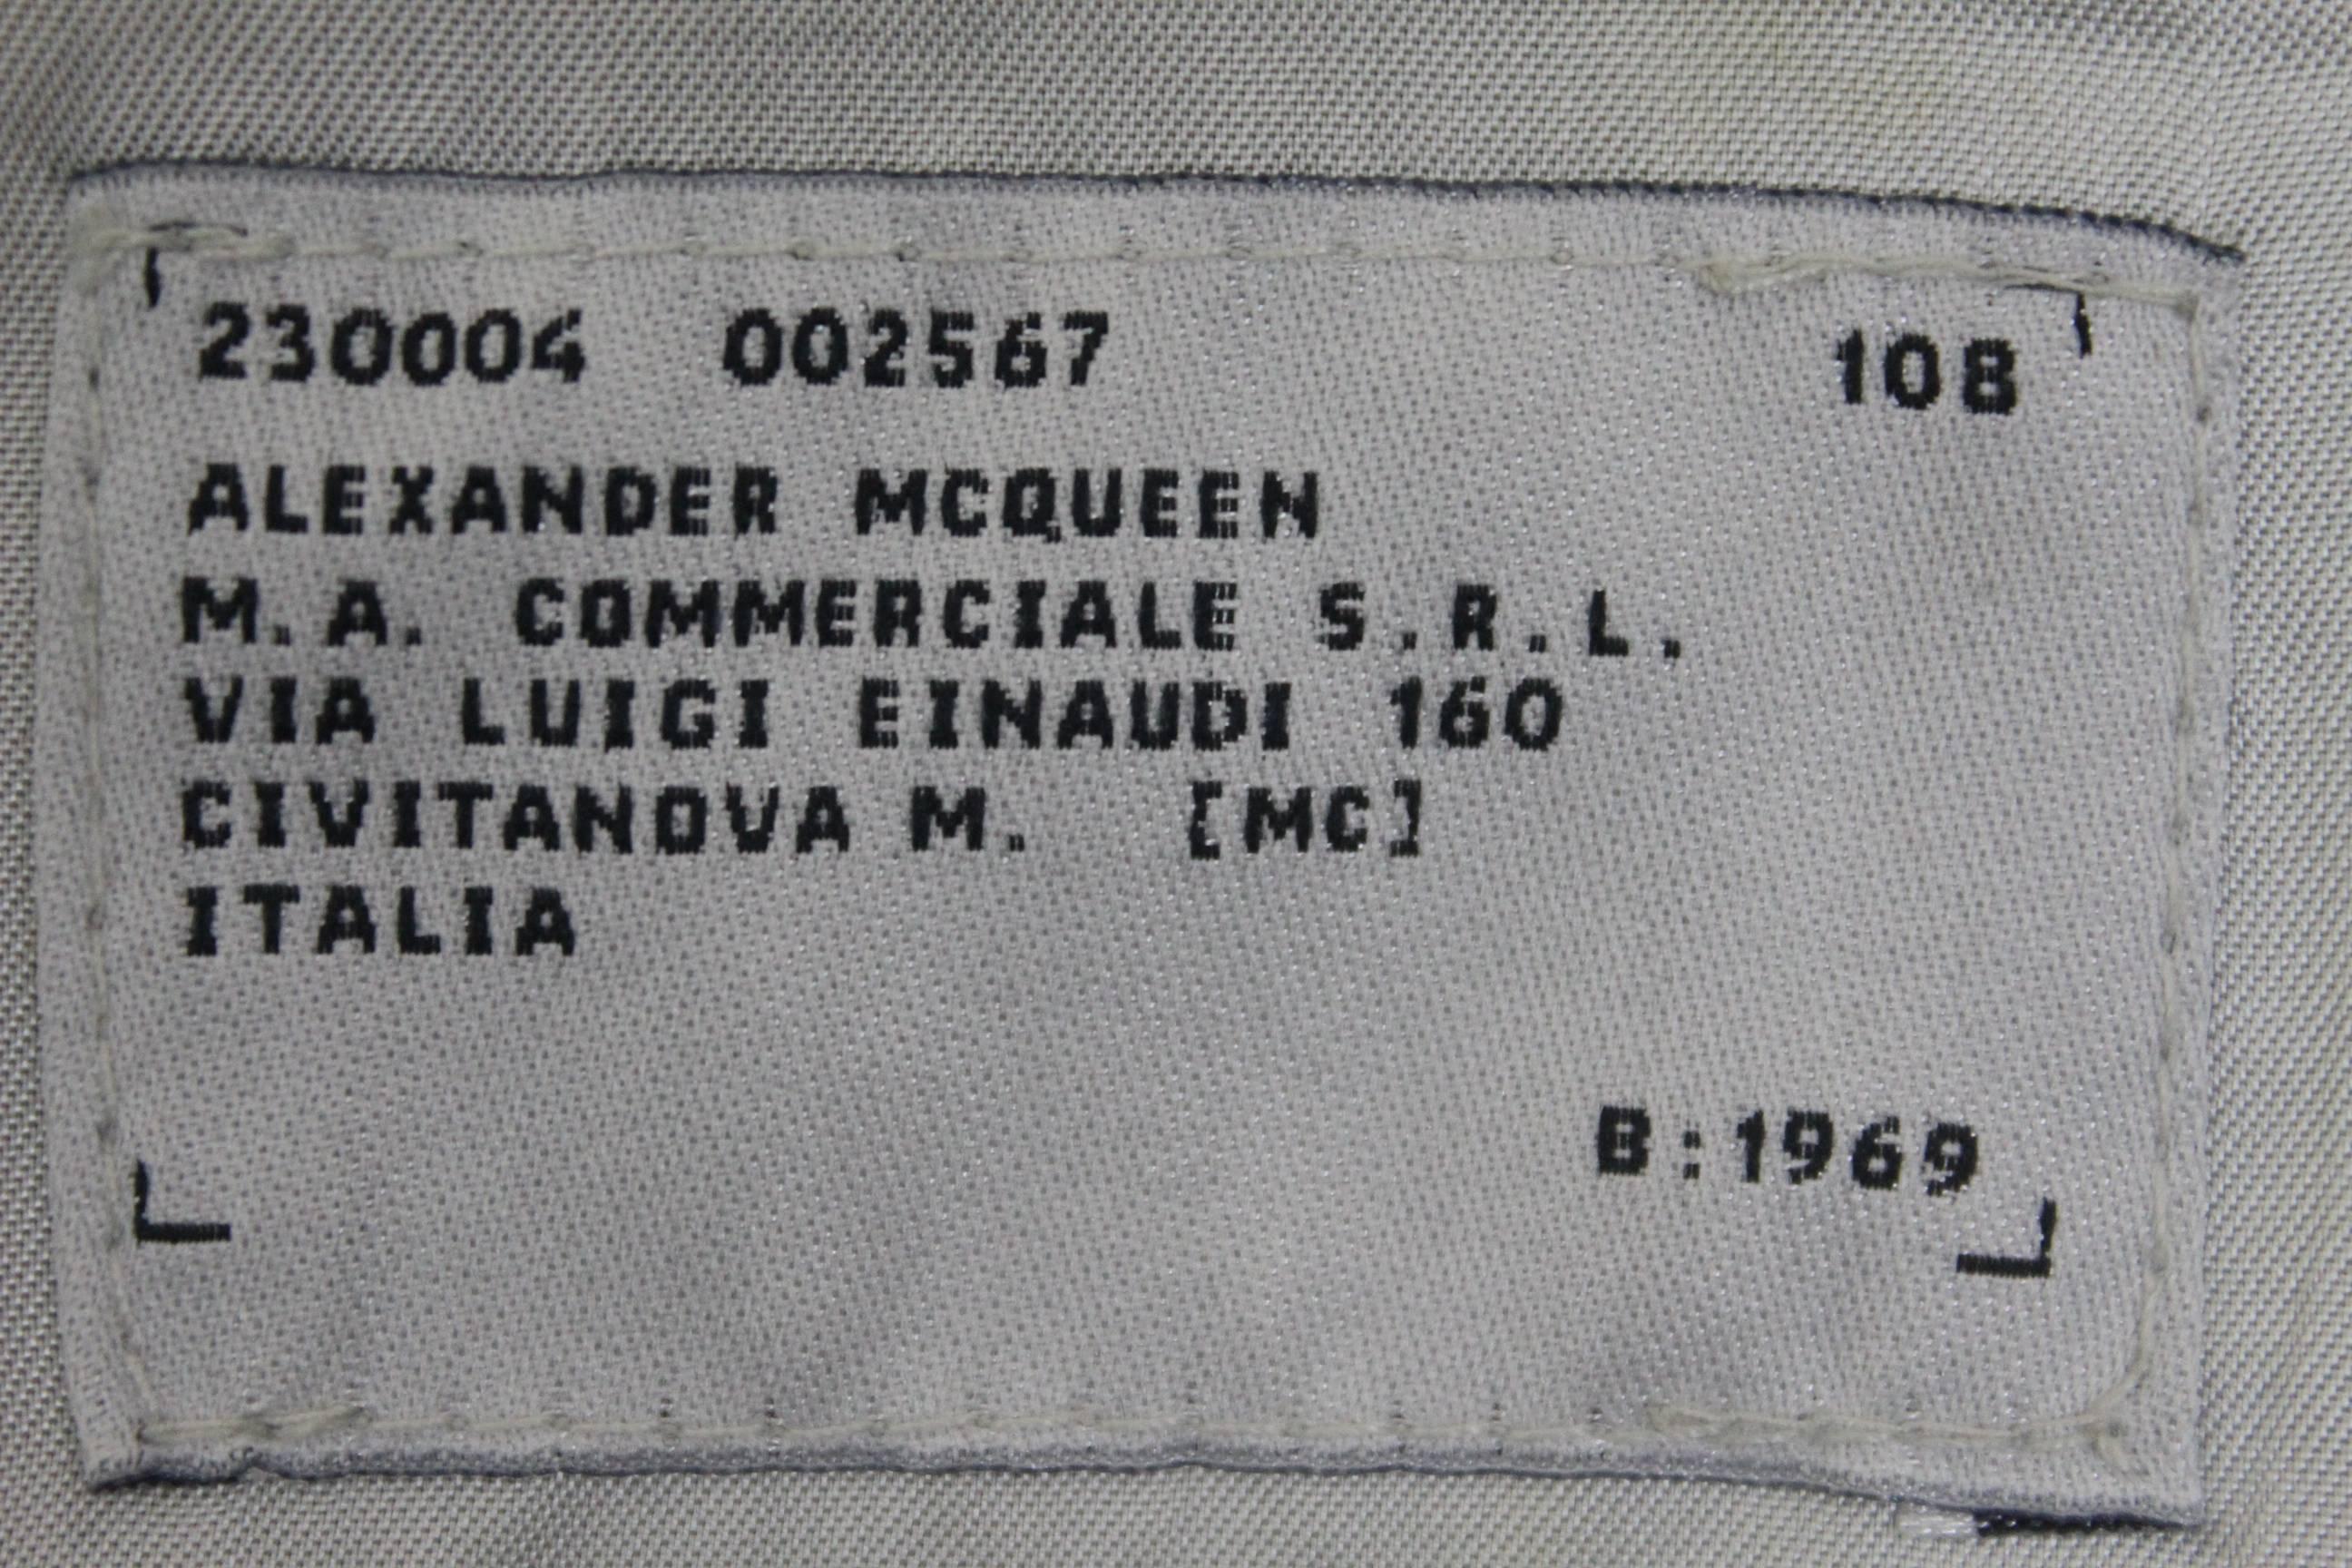 230004 002567 108
ALEXANDER MCQUEEN
M.A. COMMERCIALE S.R.L.
VIA LUIGI EINAUDI 160
CIVITANOVA M. [MC]
ITALIA
B:1969